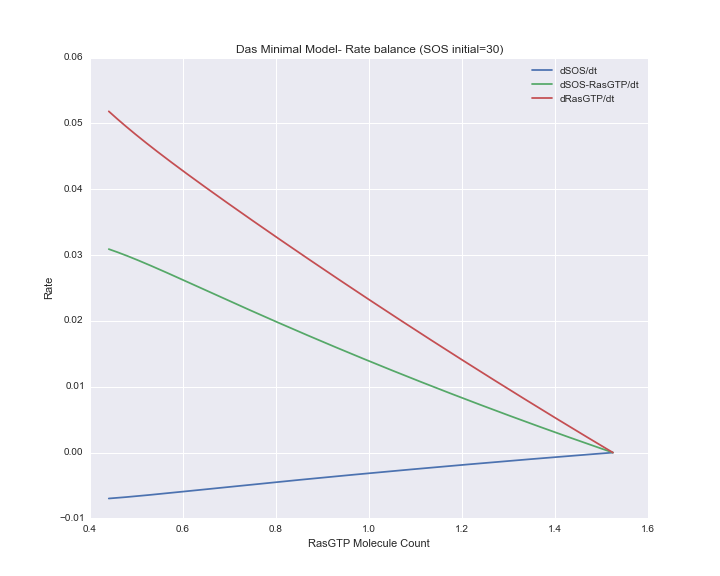 Das Minimal Model- Rate balance (SOS initial=30)
dSOS/dt
dSOS-RasGTP/dt
dRasGTP/dt
0.06
0.05
0.04
0.03
0.02
0.01
0.00
−0.01
Rate
0.4 0.6 0.8 1.0 1.2 1.4 1.6
RasGTP Molecule Count